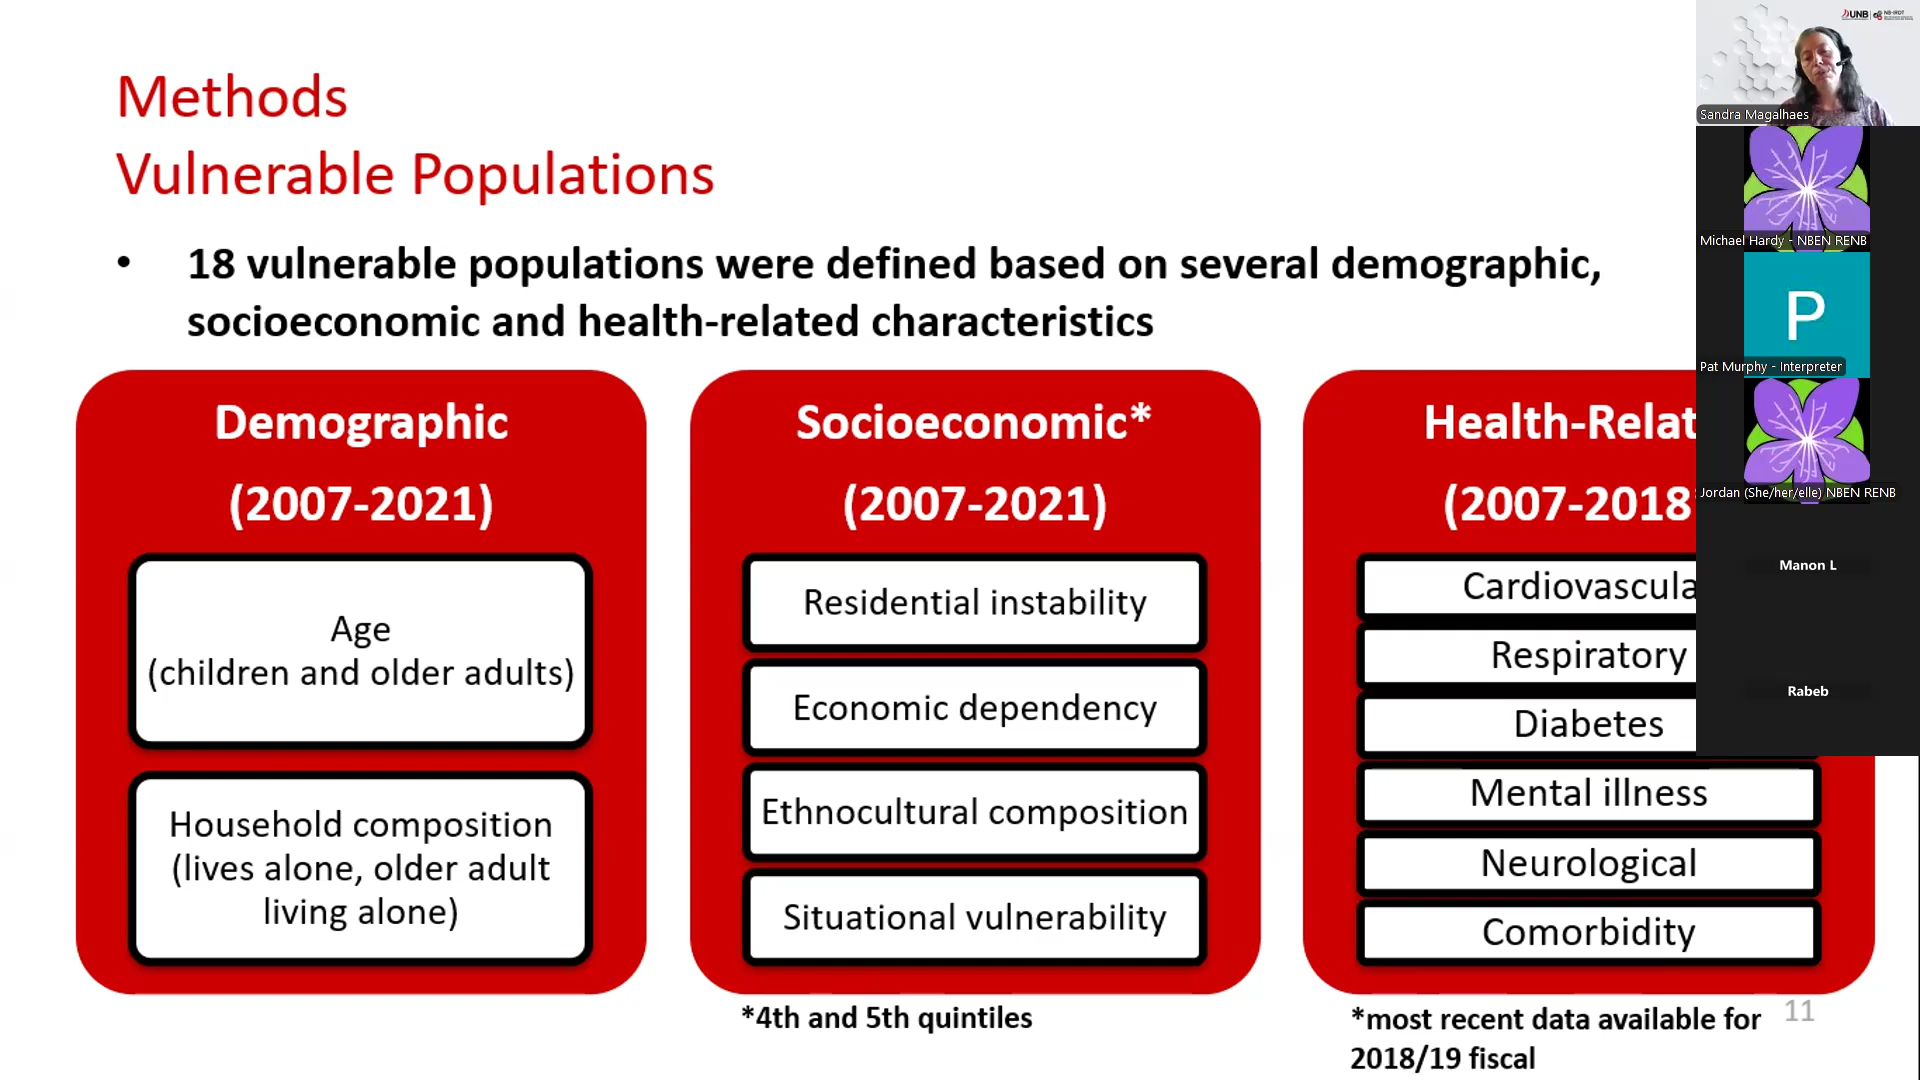 Methods
Vulnerable Populations
• 18 vulnerable populations were defined based on several demographic,
socioeconomic and health-related characteristics
Demographic
(2007-2021)
Age
(children and older adults)
Household composition
(lives alone, older adult
living alone)
Socioeconomic*
(2007-2021)
Residential instability
Economic dependency
Ethnocultural composition
Situational vulnerability
*4th and 5th quintiles
Health-Relat
(2007-2018
Cardiovascula
Respiratory
Diabetes
Mental illness
Neurological
Comorbidity
*most recent data available for
2018/19 fiscal
11
UNB
NB-IRDT
Sandra Magalhaes
Michael Hardy - NBEN RENB
P
Pat Murphy - Interpreter
Jordan (She/her/elle) NBEN RENB
Manon L
Rabeb